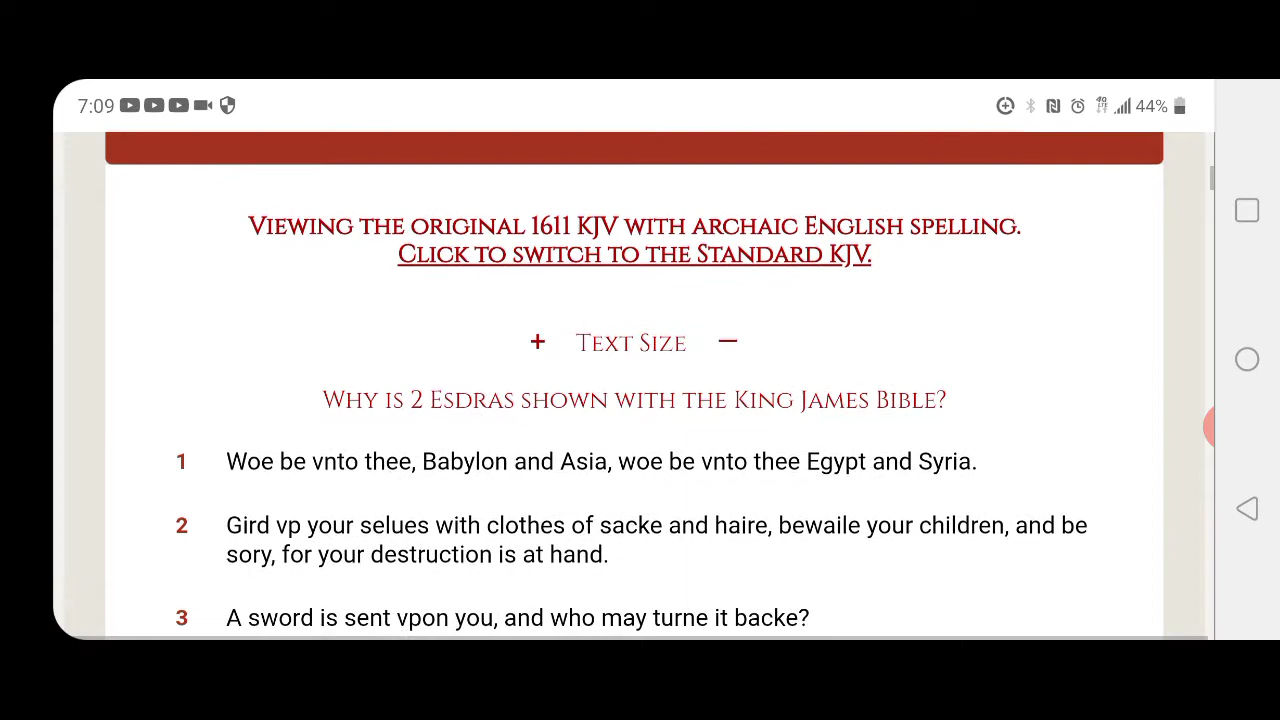 7:09 44%
Viewing the original 1611 KJV with archaic English spelling.
Click to switch to the Standard KJV.
+ Text Size −
Why is 2 Esdras shown with the King James Bible?
1 Woe be vnto thee, Babylon and Asia, woe be vnto thee Egypt and Syria.
2 Gird vp your selues with clothes of sacke and haire, bewaile your children, and be
sory, for your destruction is at hand.
3 A sword is sent vpon you, and who may turne it backe?